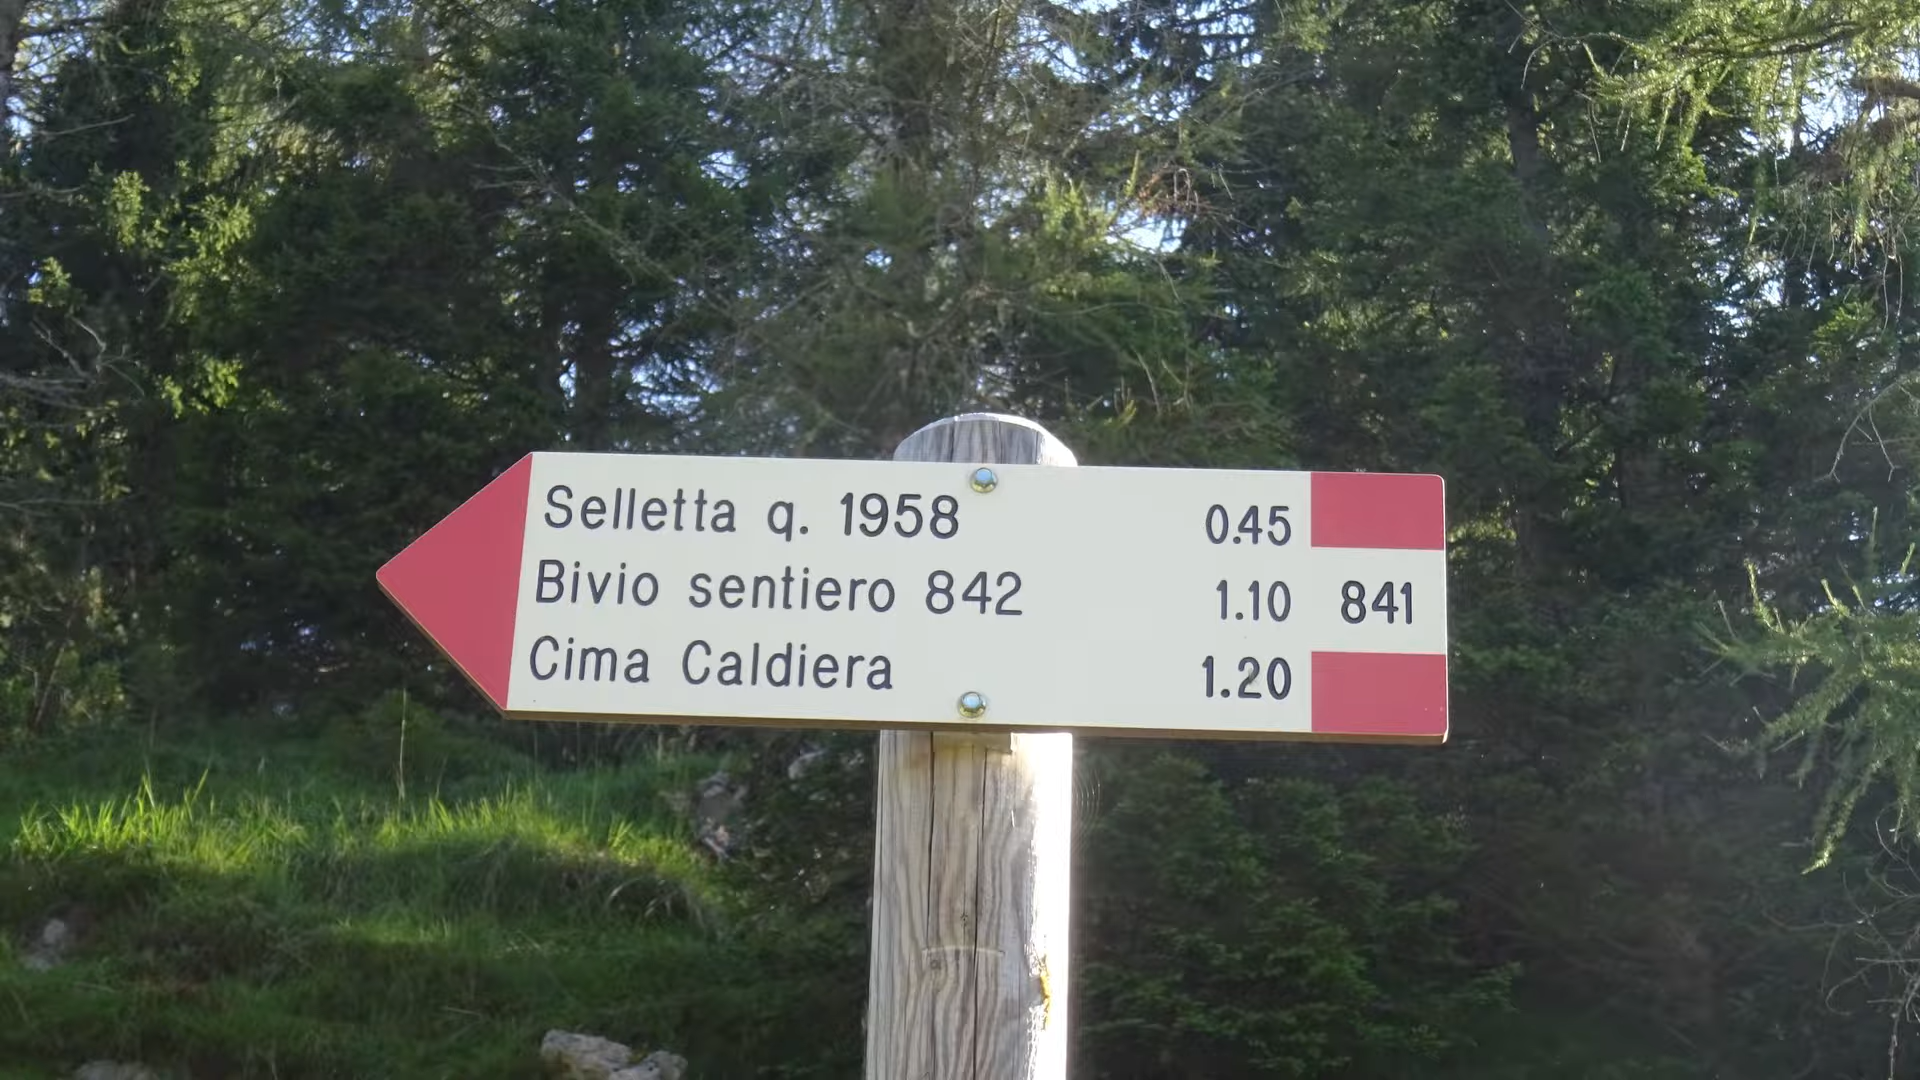 Selletta q. 1958 0.45
Bivio sentiero 842 1.10 841
Cima Caldiera 1.20